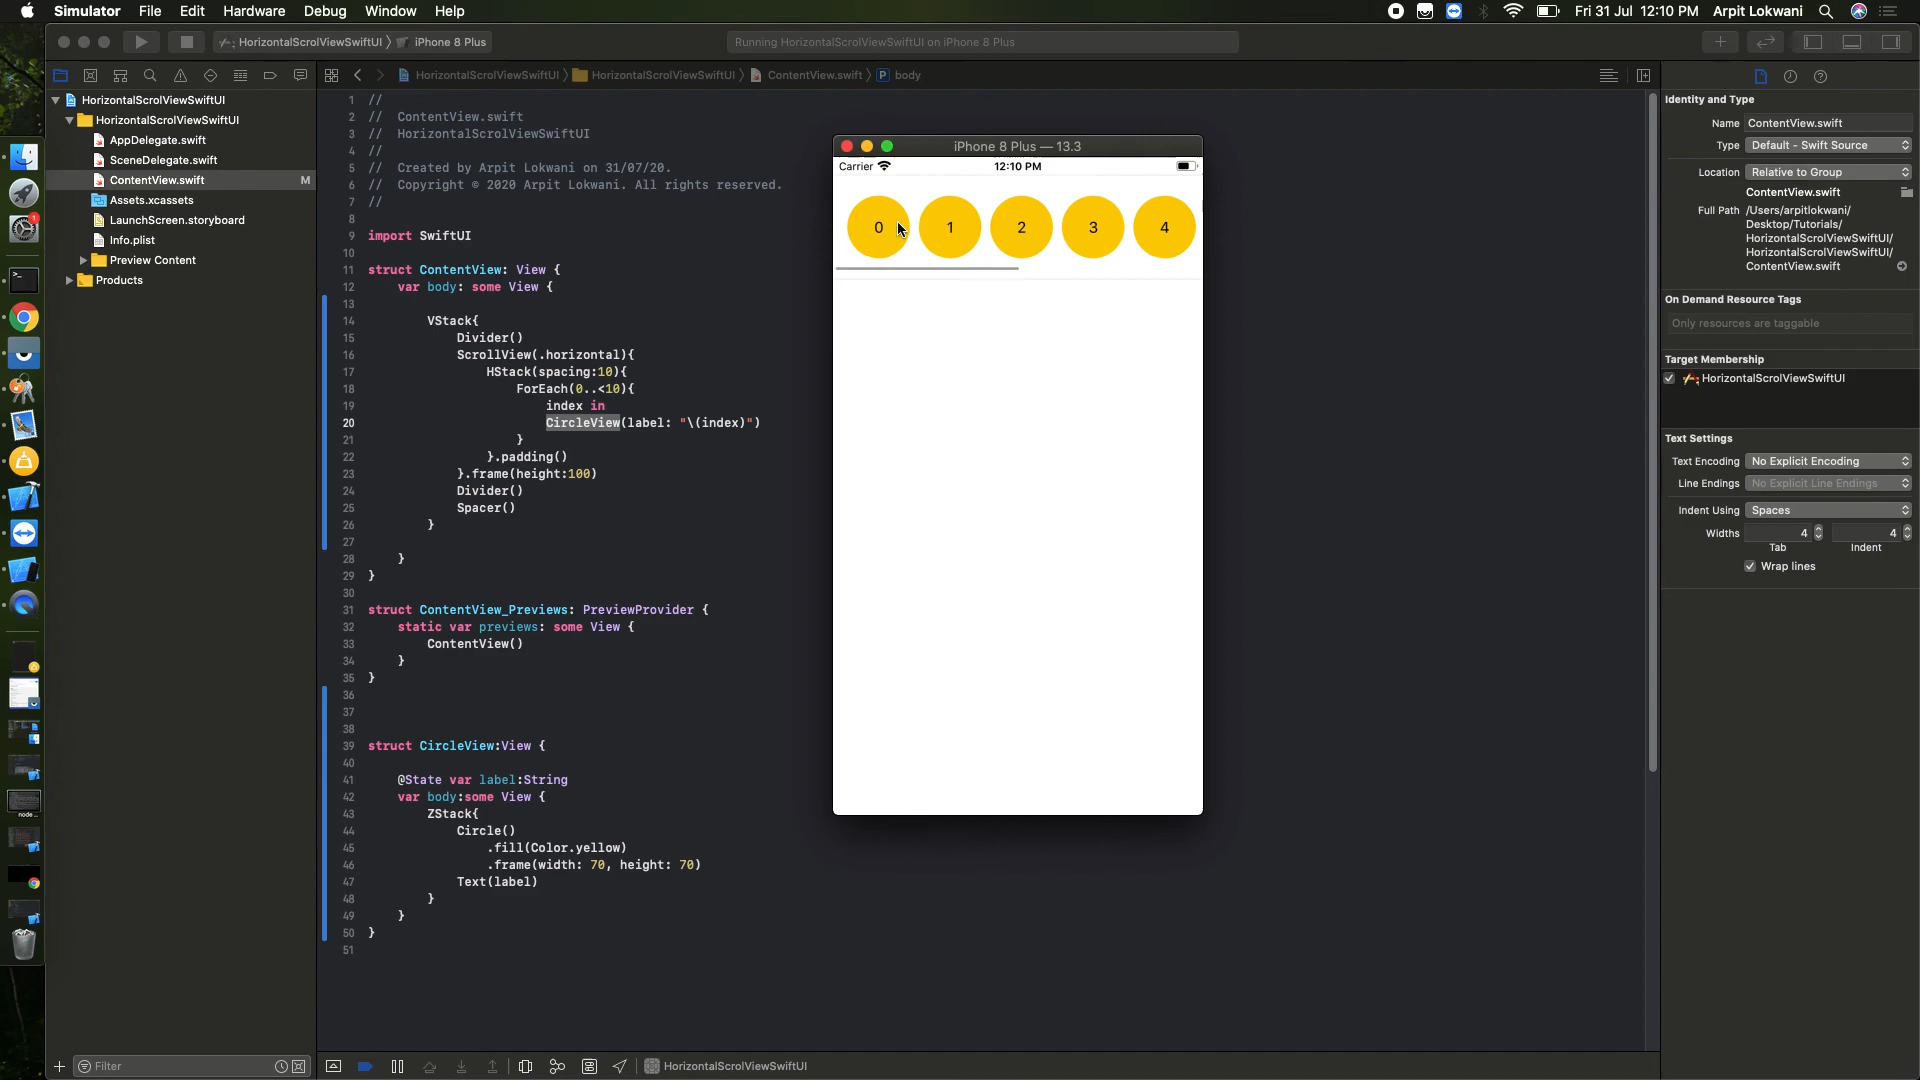 Simulator File Edit Hardware Debug Window Help Fri 31 Jul 12:10 PM Arpit Lokwani
HorizontalScrolViewSwiftUI iPhone 8 Plus Running HorizontalScrolViewSwiftUI on iPhone 8 Plus
HorizontalScrolViewSwiftUI HorizontalScrolViewSwiftUI ContentView.swift P body
HorizontalScrolViewSwiftUI
HorizontalScrolViewSwiftUI
AppDelegate.swift
SceneDelegate.swift
ContentView.swift M
Assets.xcassets
LaunchScreen.storyboard
Info.plist
Preview Content
Products
Filter
1 //
2 // ContentView.swift
3 // HorizontalScrolViewSwiftUI
4 //
5 // Created by Arpit Lokwani on 31/07/20.
6 // Copyright © 2020 Arpit Lokwani. All rights reserved.
7 //
8
9 import SwiftUI
10
11 struct ContentView: View {
12 var body: some View {
13
14 VStack{
15 Divider()
16 ScrollView(.horizontal){
17 HStack(spacing:10){
18 ForEach(0..<10){
19 index in
20 CircleView(label: "\(index)")
21 }
22 }.padding()
23 }.frame(height:100)
24 Divider()
25 Spacer()
26 }
27
28 }
29 }
30
31 struct ContentView_Previews: PreviewProvider {
32 static var previews: some View {
33 ContentView()
34 }
35 }
36
37
38
39 struct CircleView:View {
40
41 @State var label:String
42 var body:some View {
43 ZStack{
44 Circle()
45 .fill(Color.yellow)
46 .frame(width: 70, height: 70)
47 Text(label)
48 }
49 }
50 }
51
HorizontalScrolViewSwiftUI
iPhone 8 Plus — 13.3
Carrier 12:10 PM
0 1 2 3 4
Identity and Type
Name ContentView.swift
Type Default - Swift Source
Location Relative to Group
ContentView.swift
Full Path /Users/arpitlokwani/
Desktop/Tutorials/
HorizontalScrolViewSwiftUI/
HorizontalScrolViewSwiftUI/
ContentView.swift
On Demand Resource Tags
Only resources are taggable
Target Membership
HorizontalScrolViewSwiftUI
Text Settings
Text Encoding No Explicit Encoding
Line Endings No Explicit Line Endings
Indent Using Spaces
Widths 4 4
Tab Indent
Wrap lines
1
node...